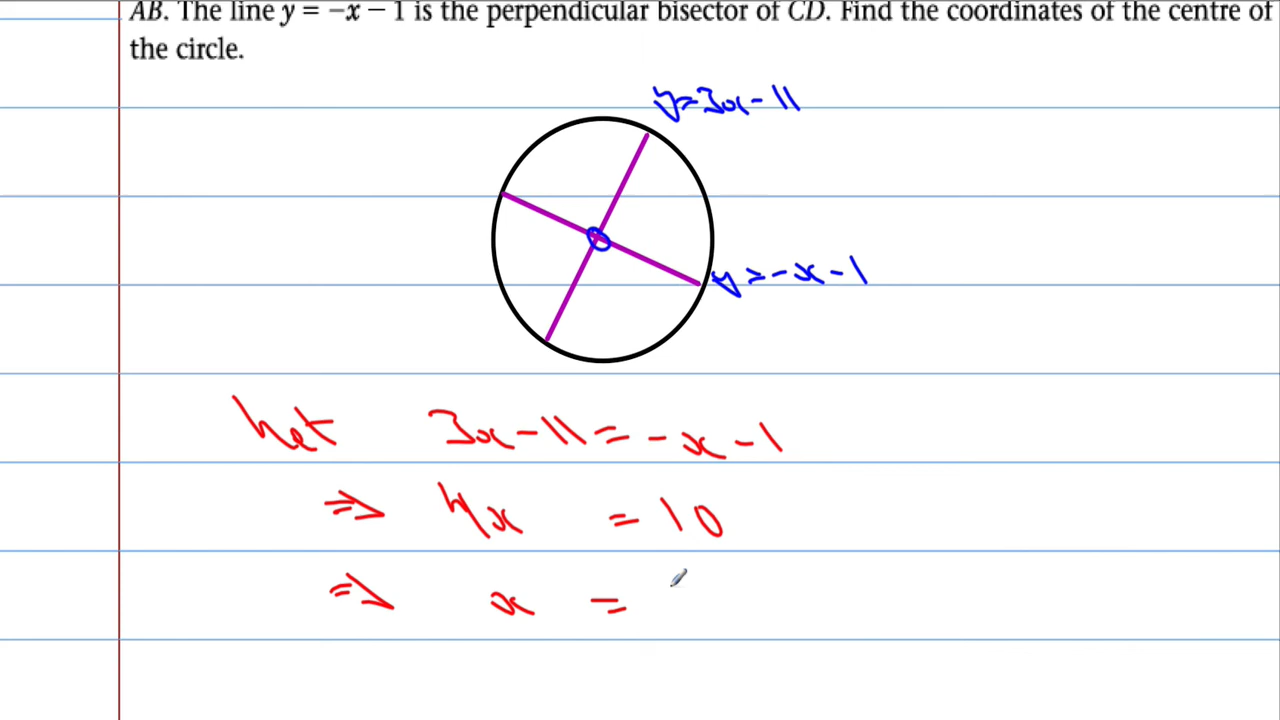 AB. The line y = −x − 1 is the perpendicular bisector of CD. Find the coordinates of the centre of
the circle.
y=3x-11
y=-x-1
Let 3x-11=-x-1
⇒ 4x = 10
⇒ x =